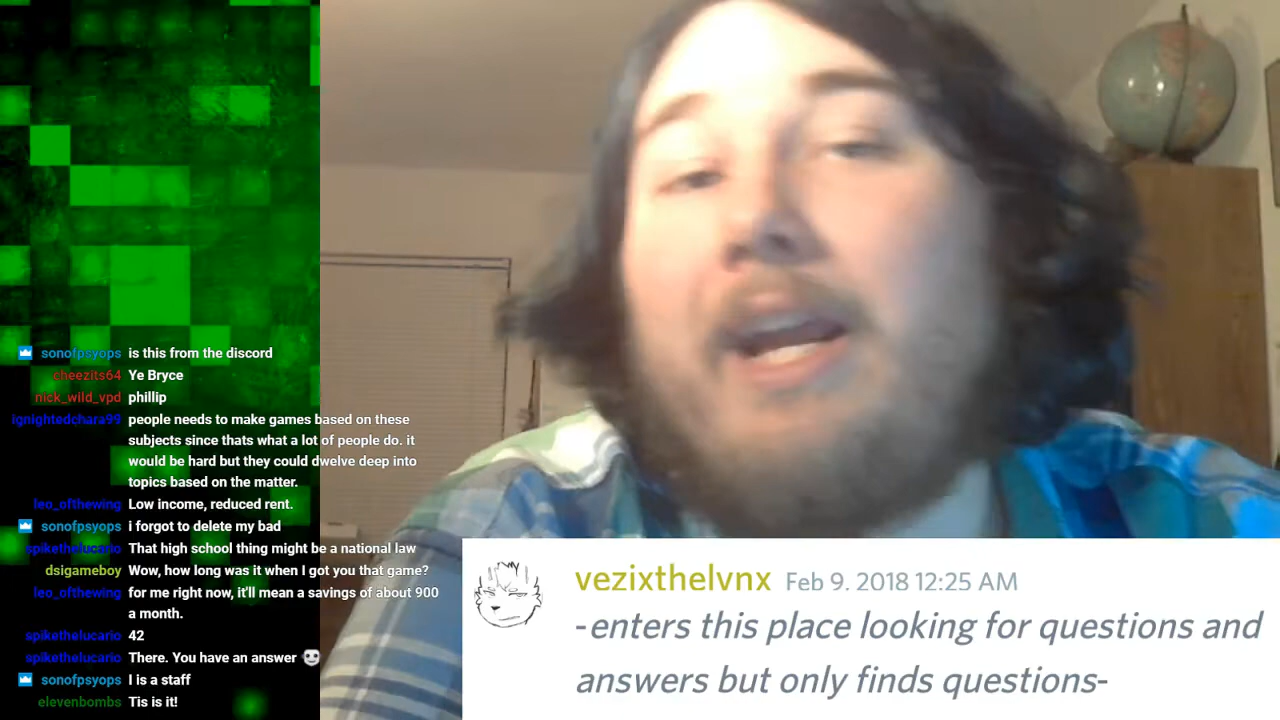 sonofpsyops is this from the discord
cheezits64 Ye Bryce
nick_wild_vpd phillip
ignightedchara99 people needs to make games based on these
subjects since thats what a lot of people do. it
would be hard but they could dwelve deep into
topics based on the matter.
leo_ofthewing Low income, reduced rent.
sonofpsyops i forgot to delete my bad
spikethelucario That high school thing might be a national law
dsigameboy Wow, how long was it when I got you that game?
leo_ofthewing for me right now, it'll mean a savings of about 900
a month.
spikethelucario 42
spikethelucario There. You have an answer
sonofpsyops I is a staff
elevenbombs Tis is it!
vezixthelvnx Feb 9. 2018 12:25 AM
-enters this place looking for questions and
answers but only finds questions-